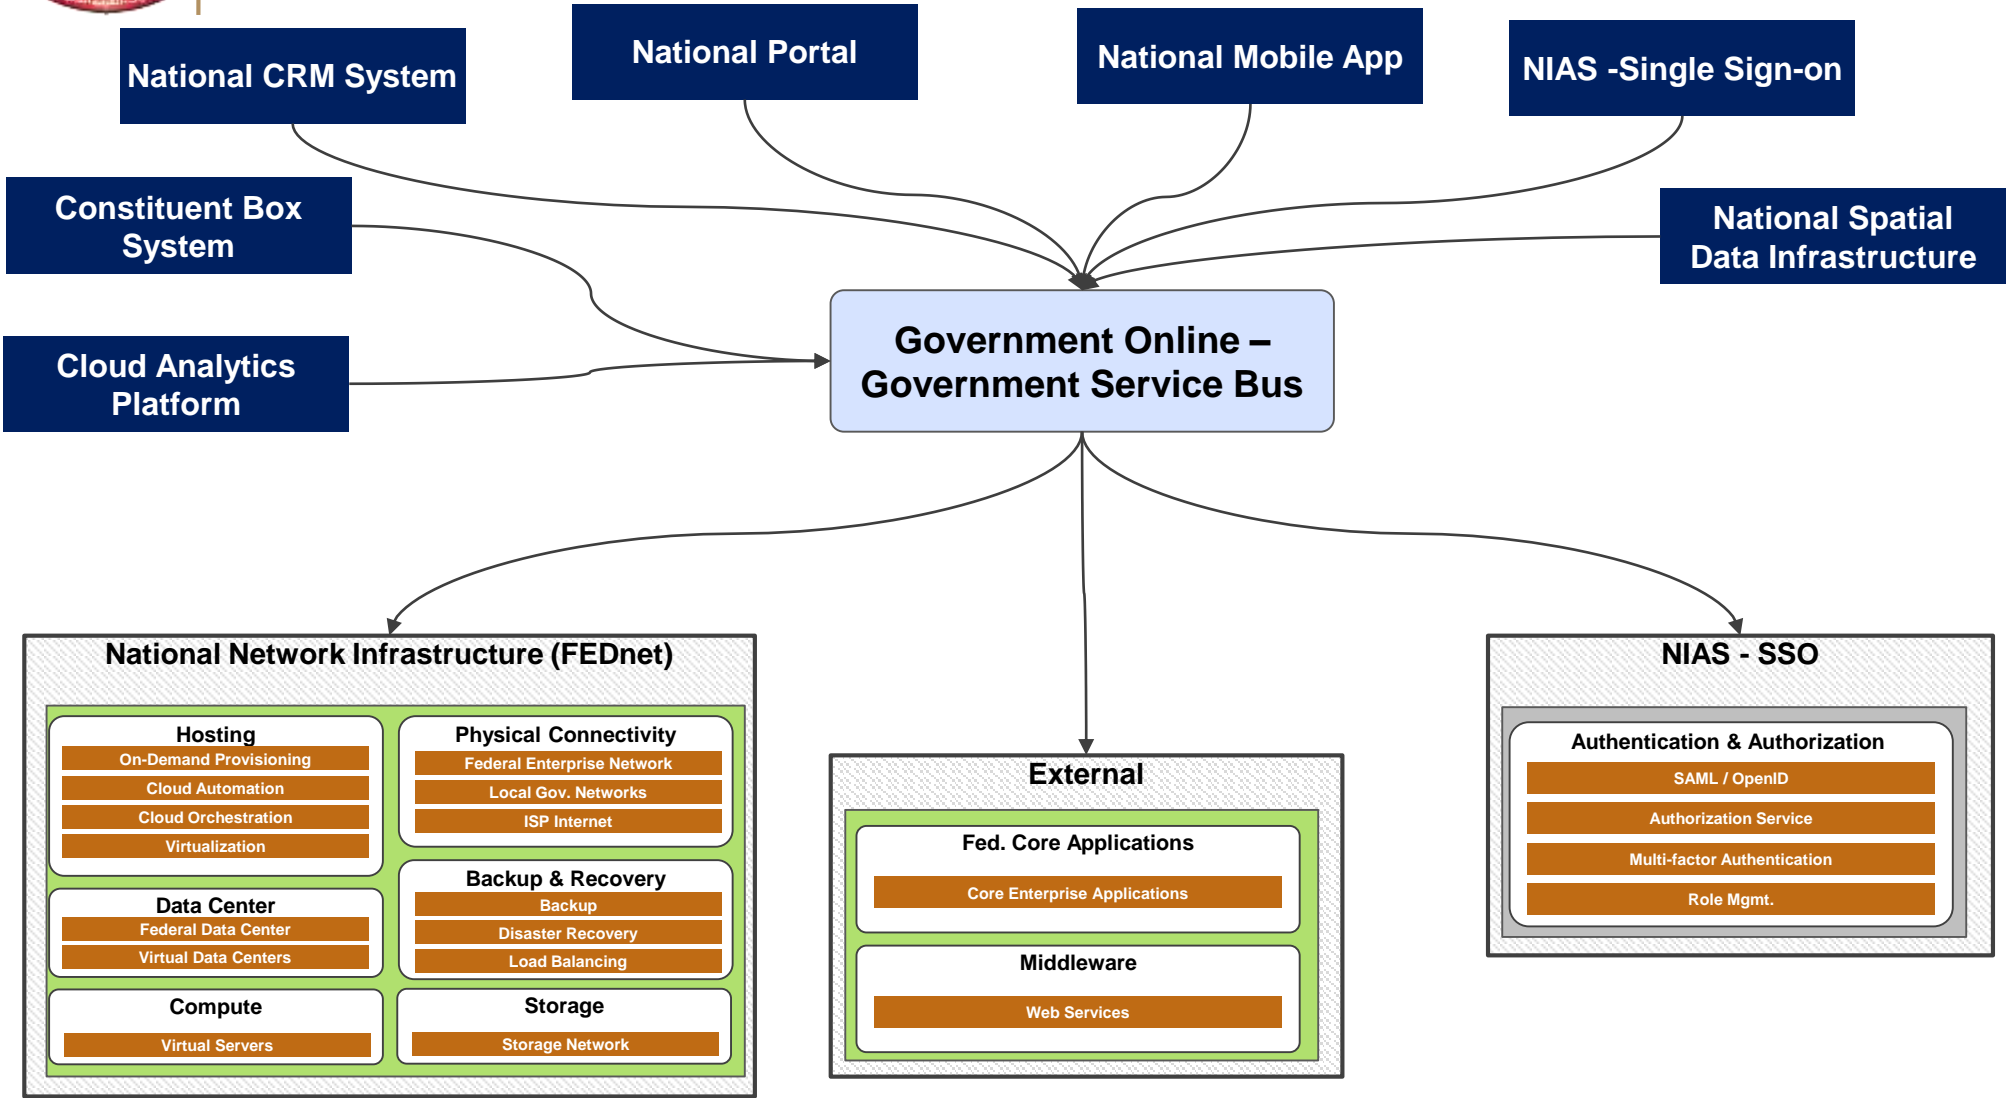 National CRM System
National Portal
National Mobile App
NIAS -Single Sign-on
Constituent Box
System
National Spatial
Data Infrastructure
Cloud Analytics
Platform
Government Online –
Government Service Bus
National Network Infrastructure (FEDnet)
Hosting
On-Demand Provisioning
Cloud Automation
Cloud Orchestration
Virtualization
Data Center
Federal Data Center
Virtual Data Centers
Compute
Virtual Servers
Physical Connectivity
Federal Enterprise Network
Local Gov. Networks
ISP Internet
Backup & Recovery
Backup
Disaster Recovery
Load Balancing
Storage
Storage Network
External
Fed. Core Applications
Core Enterprise Applications
Middleware
Web Services
NIAS - SSO
Authentication & Authorization
SAML / OpenID
Authorization Service
Multi-factor Authentication
Role Mgmt.